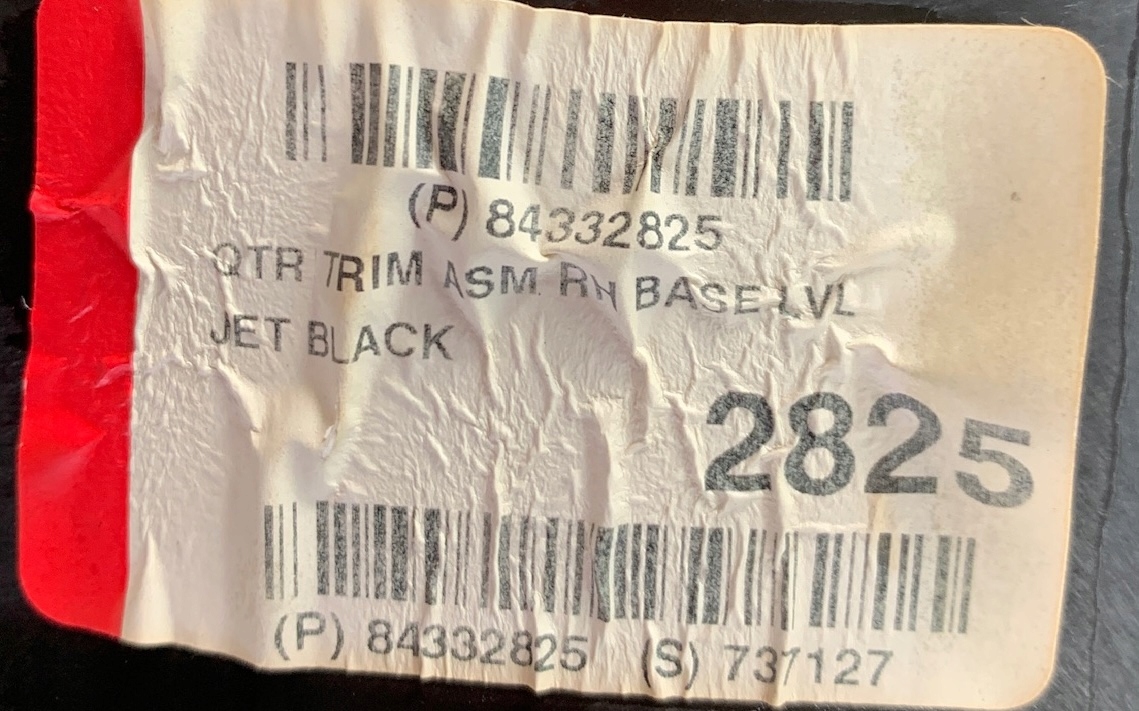 (P) 84332825
QTR TRIM ASM RH BASE LVL
JET BLACK
2825
(P) 84332825 (S) 737127